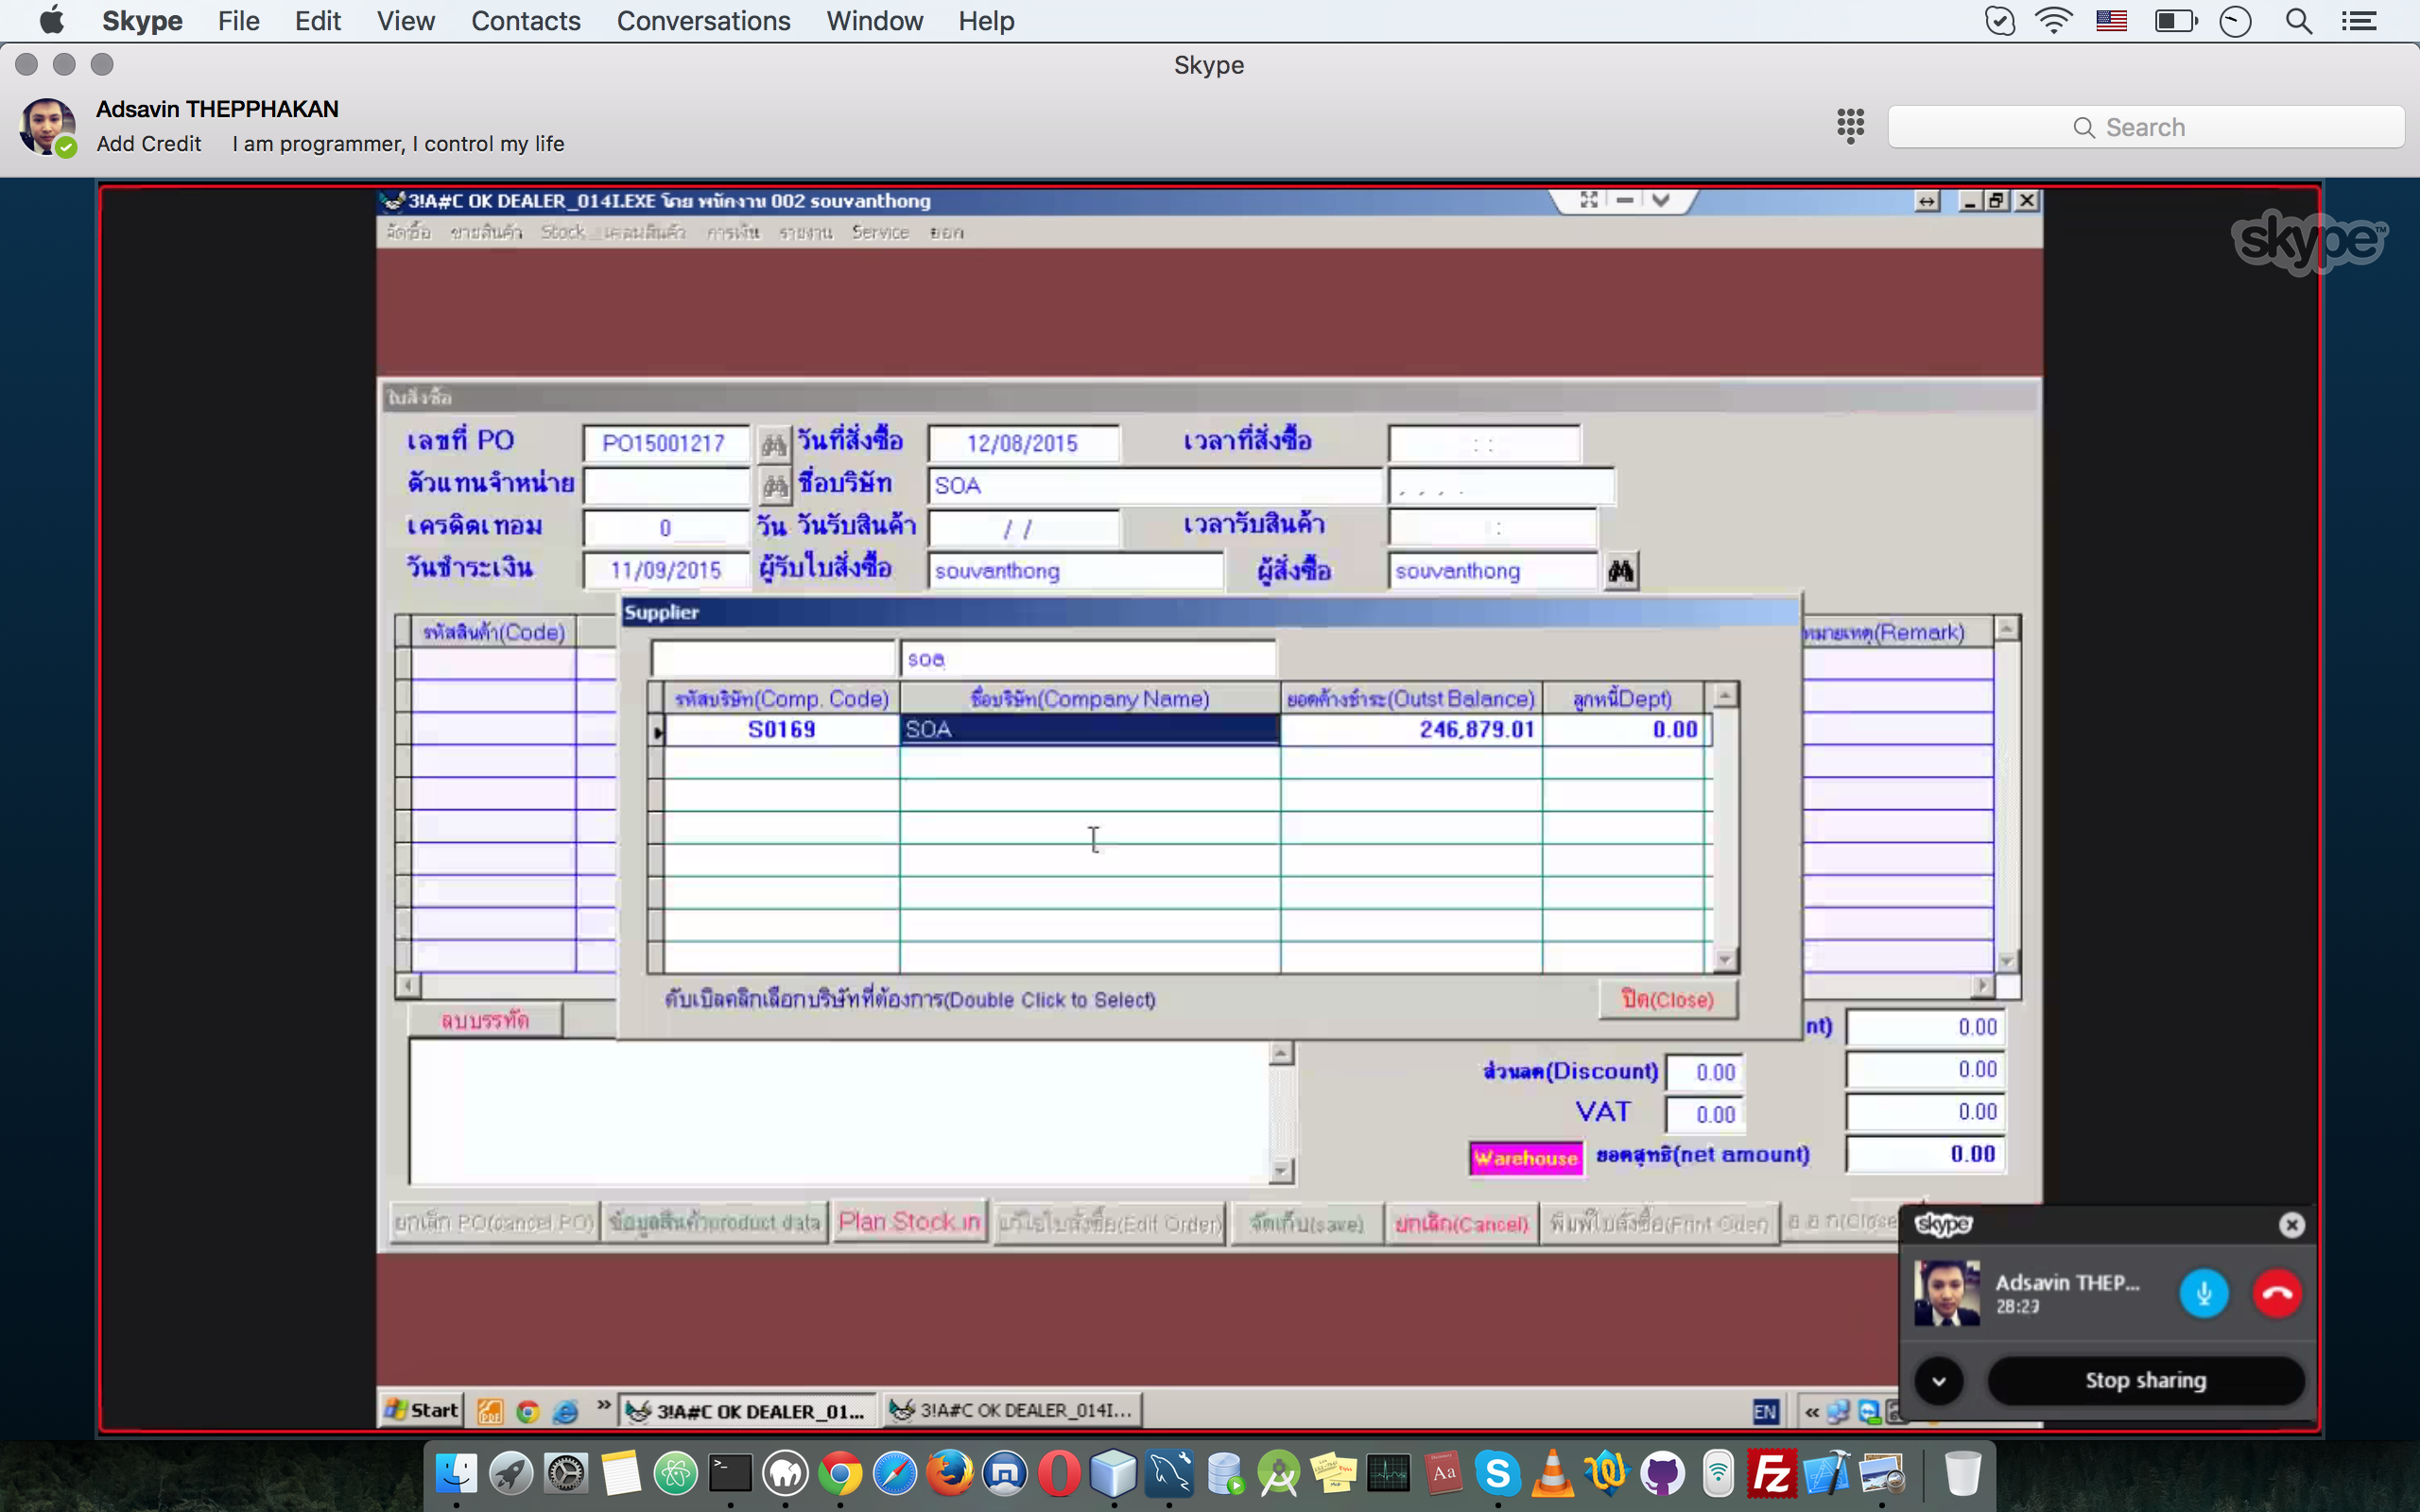 Skype File Edit View Contacts Conversations Window Help
Skype
Adsavin THEPPHAKAN
Add Credit I am programmer, I control my life
Search
3!A#C OK DEALER_014I.EXE โดย พนักงาน 002 souvanthong
skype
จัดซื้อ ขายสินค้า Stock เคลมสินค้า การเงิน รายงาน Service ออก
ใบสั่งซื้อ
เลขที่ PO PO15001217 วันที่สั่งซื้อ 12/08/2015 เวลาที่สั่งซื้อ : :
ตัวแทนจำหน่าย ชื่อบริษัท SOA , , , .
เครดิตเทอม 0 วัน วันรับสินค้า / / เวลารับสินค้า :
วันชำระเงิน 11/09/2015 ผู้รับใบสั่งซื้อ souvanthong ผู้สั่งซื้อ souvanthong
Supplier
รหัสสินค้า(Code) หมายเหตุ(Remark)
soa
รหัสบริษัท(Comp. Code) ชื่อบริษัท(Company Name) ยอดค้างชำระ(Outst Balance) ลูกหนี้Dept)
S0169 SOA 246,879.01 0.00
ดับเบิลคลิกเลือกบริษัทที่ต้องการ(Double Click to Select) ปิด(Close)
ลบบรรทัด nt) 0.00
ส่วนลด(Discount) 0.00 0.00
VAT 0.00 0.00
Warehouse ยอดสุทธิ(net amount) 0.00
ยกเลิก PO(cancel PO) ข้อมูลสินค้า product data Plan Stock in แก้ไขใบสั่งซื้อ(Edit Order) จัดเก็บ(save) ยกเลิก(Cancel) พิมพ์ใบสั่งซื้อ(Print Oder) อ อ ก(Close
skype
Adsavin THEP...
28:23
Stop sharing
Start 3!A#C OK DEALER_01... 3!A#C OK DEALER_014I... EN